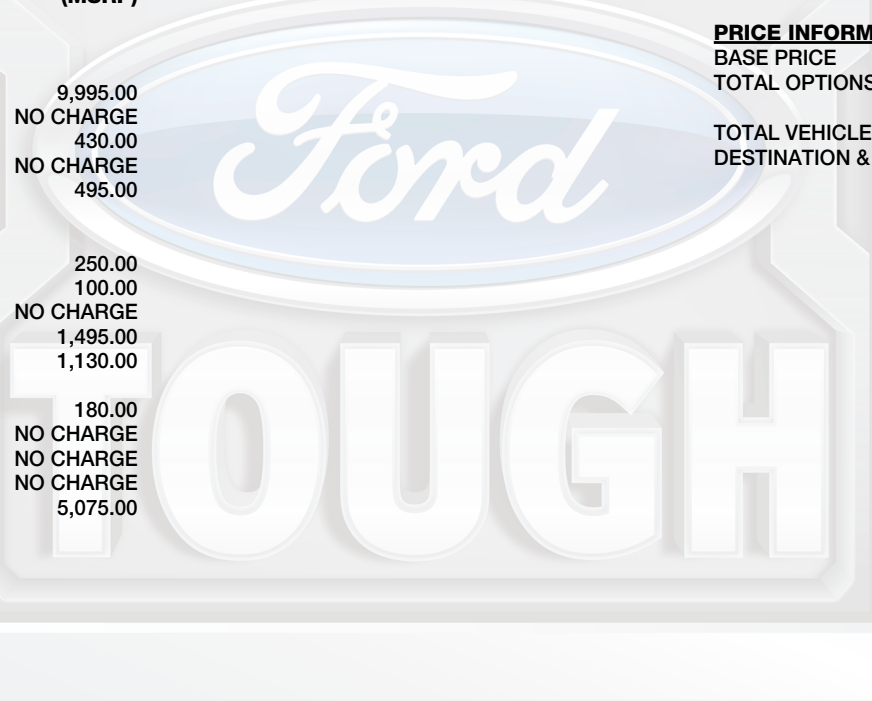 (MSRP)
9,995.00
NO CHARGE
430.00
NO CHARGE
495.00
250.00
100.00
NO CHARGE
1,495.00
1,130.00
180.00
NO CHARGE
NO CHARGE
NO CHARGE
5,075.00
PRICE INFORM
BASE PRICE
TOTAL OPTIONS
TOTAL VEHICLE
DESTINATION &
Ford
TOUGH